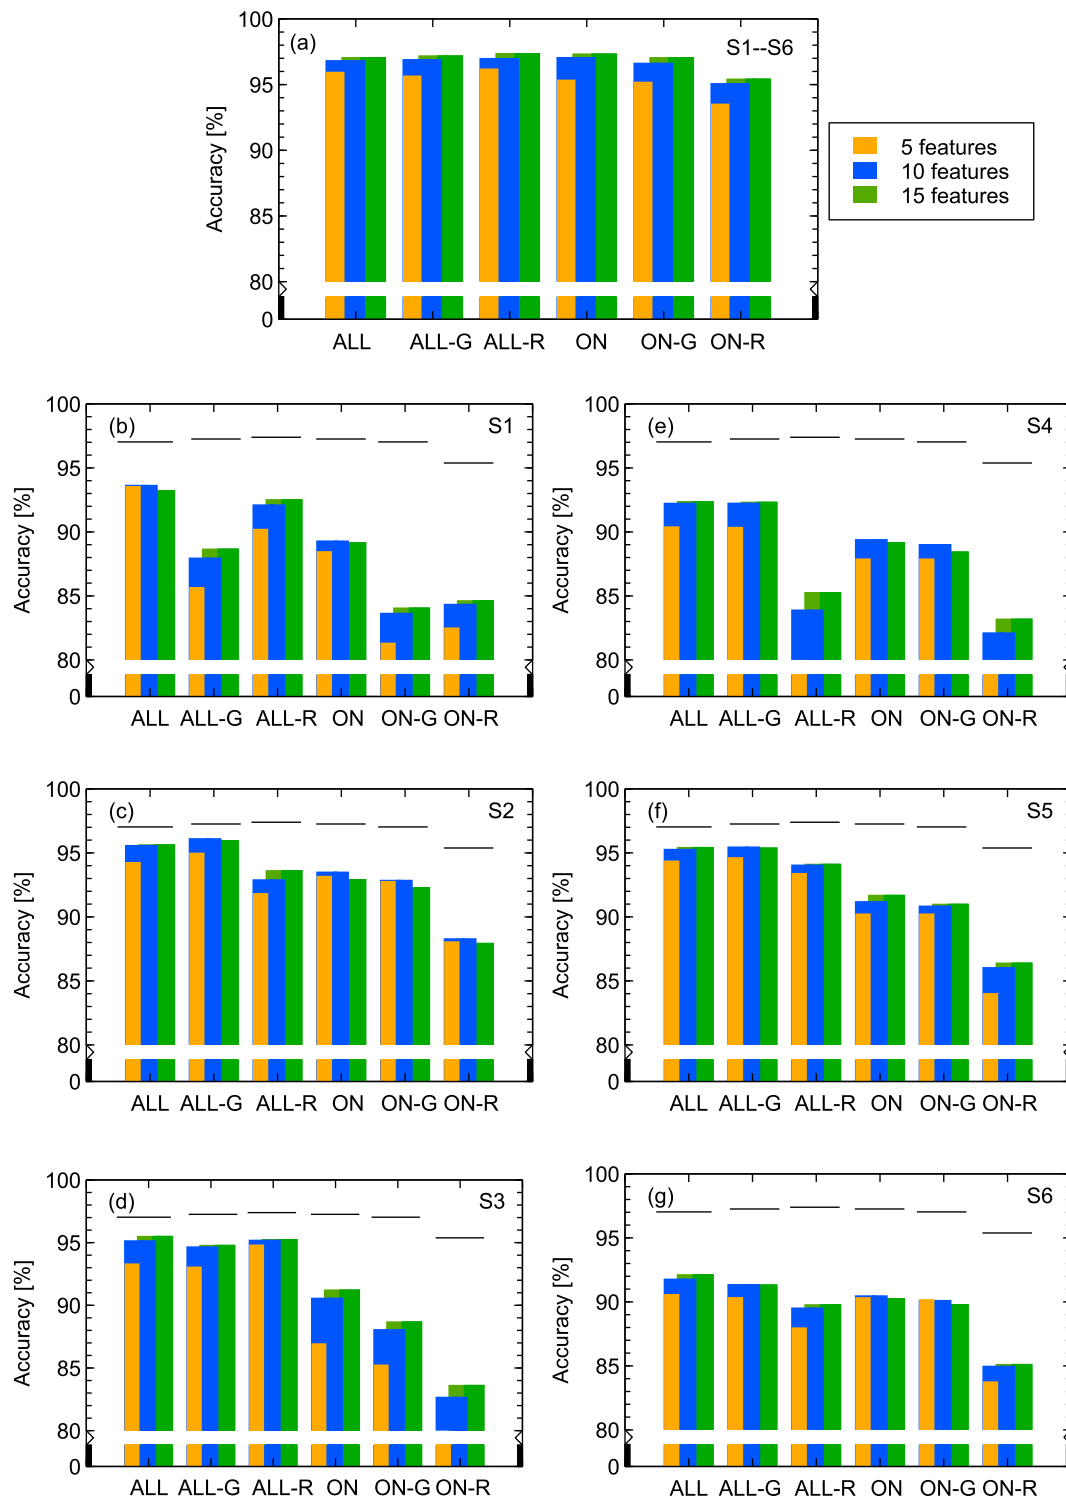 100
(a)
S1--S6
95
90
85
80
0
Accuracy [%]
ALL ALL-G ALL-R ON ON-G ON-R
5 features
10 features
15 features
100
(b)
S1
95
90
85
80
0
Accuracy [%]
ALL ALL-G ALL-R ON ON-G ON-R
100
(e)
S4
95
90
85
80
0
Accuracy [%]
ALL ALL-G ALL-R ON ON-G ON-R
100
(c)
S2
95
90
85
80
0
Accuracy [%]
ALL ALL-G ALL-R ON ON-G ON-R
100
(f)
S5
95
90
85
80
0
Accuracy [%]
ALL ALL-G ALL-R ON ON-G ON-R
100
(d)
S3
95
90
85
80
0
Accuracy [%]
ALL ALL-G ALL-R ON ON-G ON-R
100
(g)
S6
95
90
85
80
0
Accuracy [%]
ALL ALL-G ALL-R ON ON-G ON-R